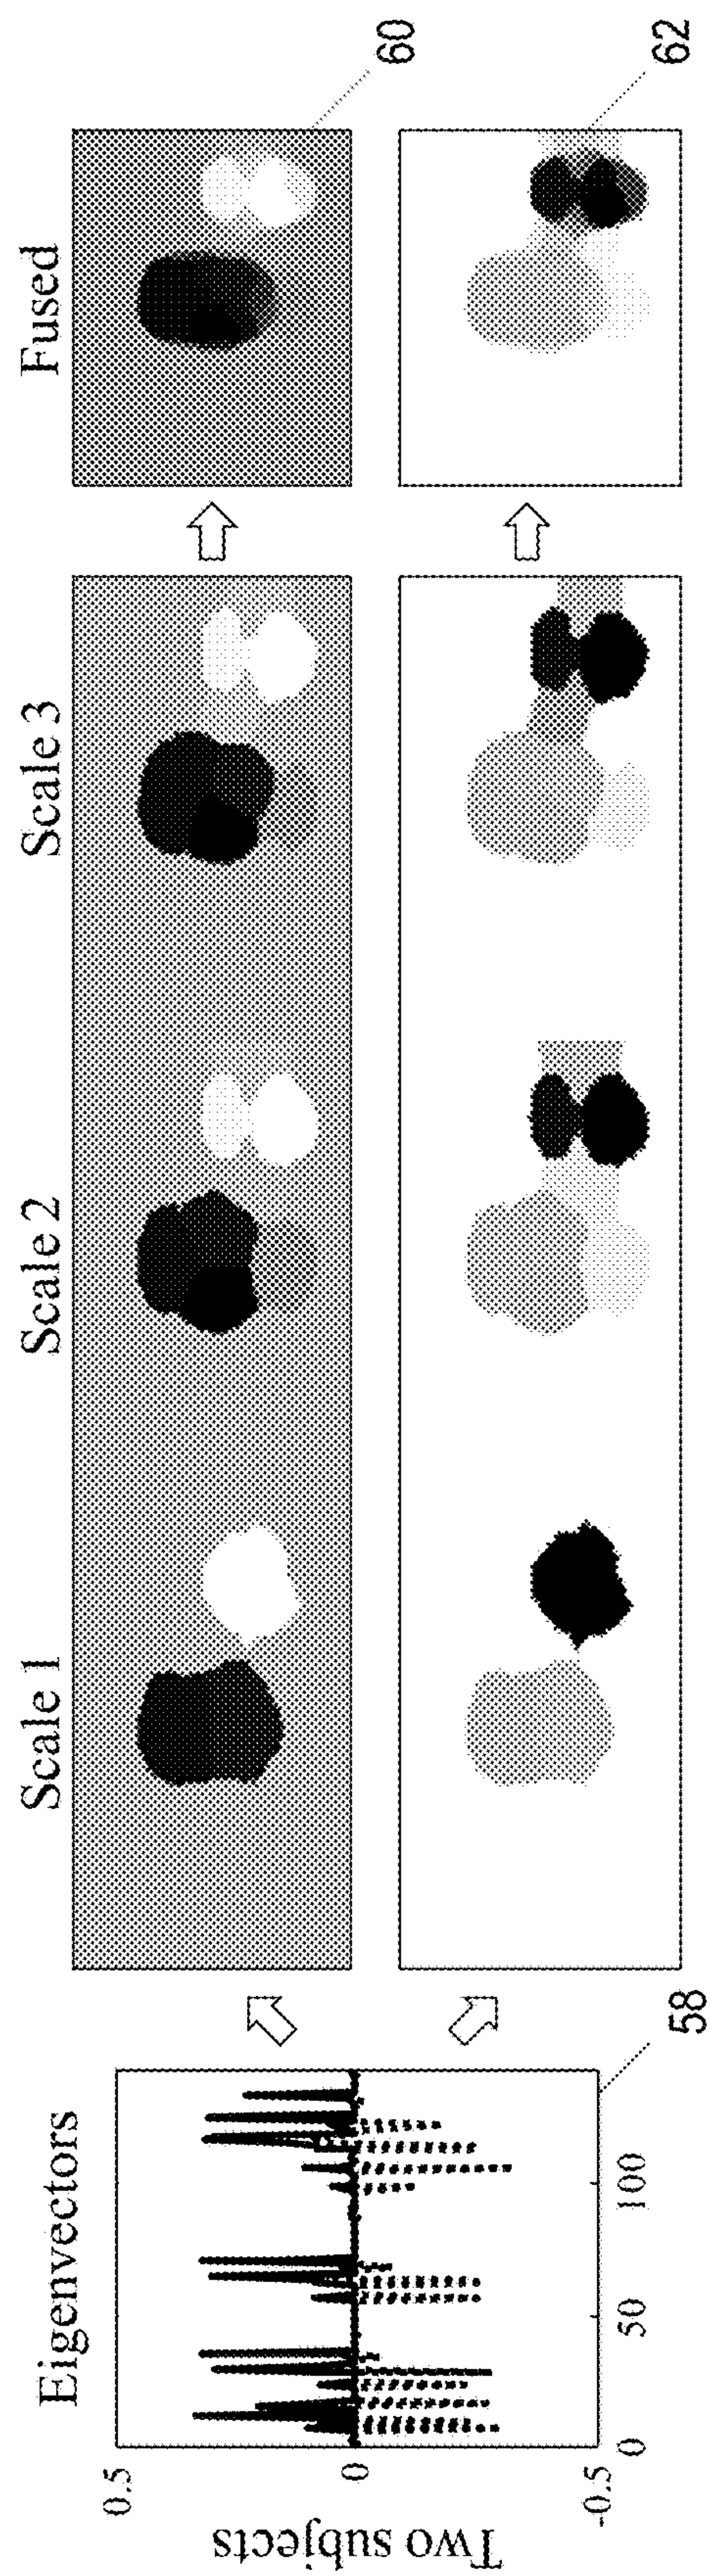 Eigenvectors
Scale 1
Scale 2
Scale 3
Fused
Two subjects
0.5
0
-0.5
0
50
100
58
60
62